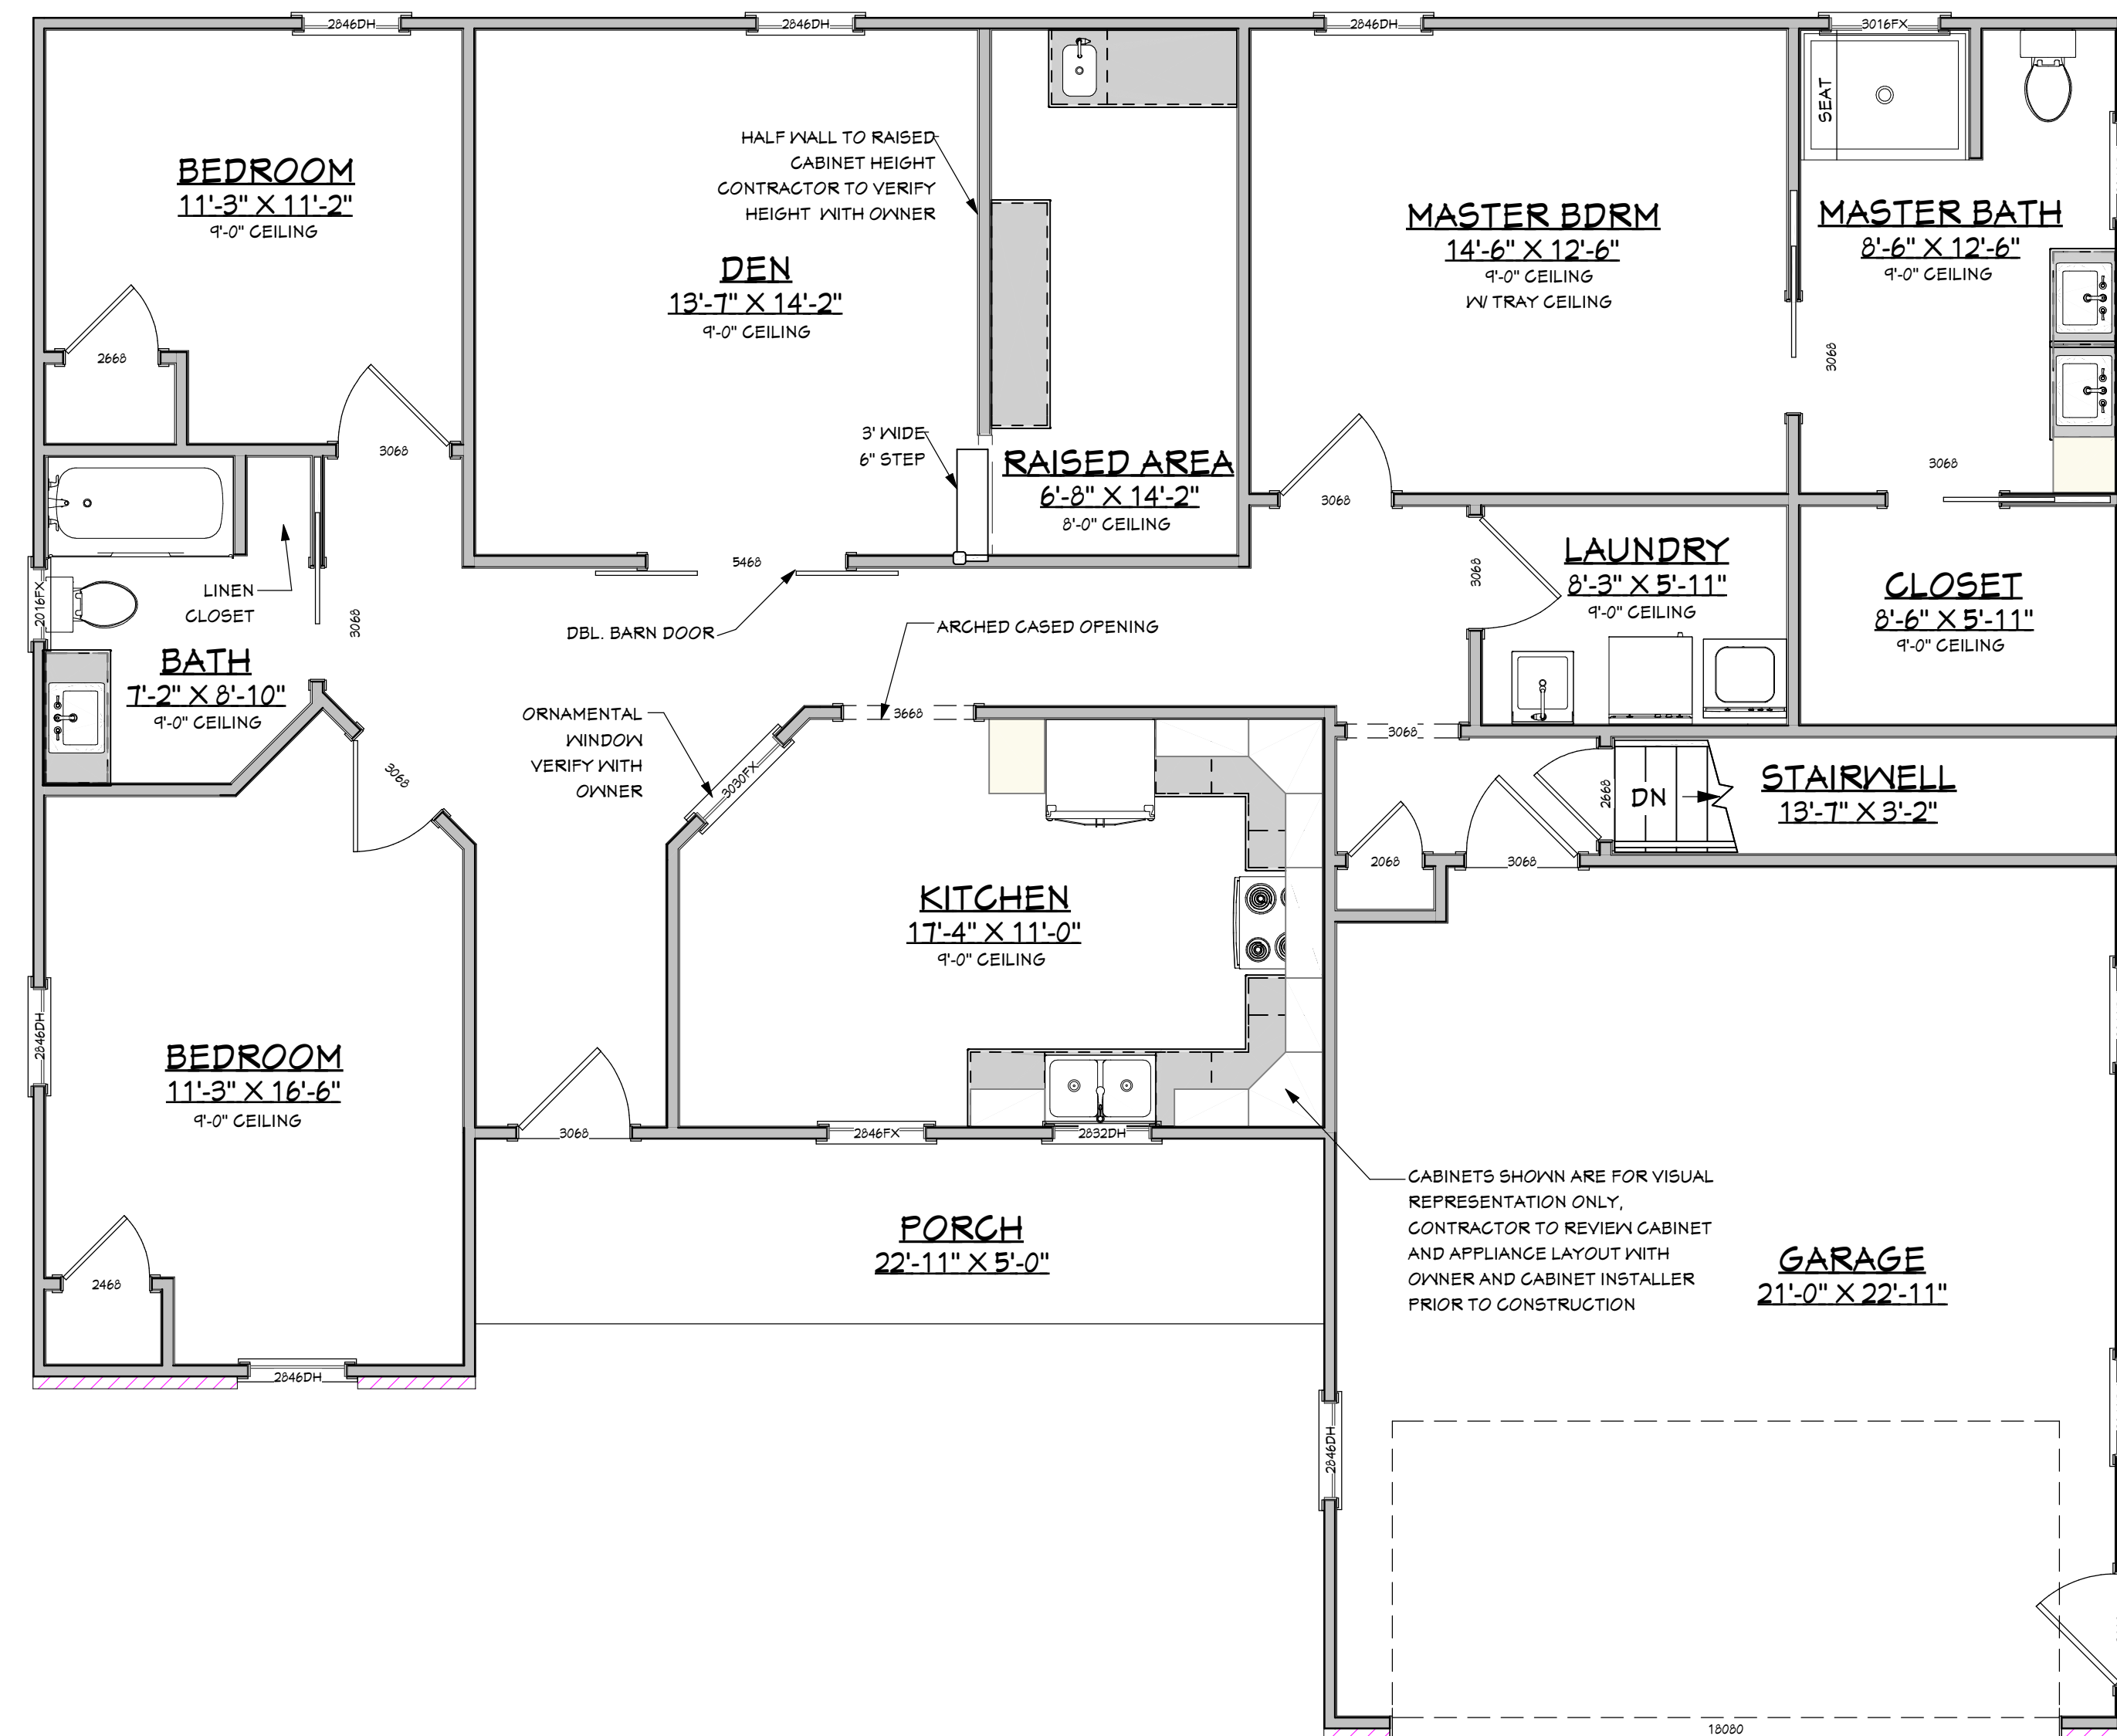 2846DH
2846DH
2846DH
3016FX
BEDROOM
11'-3" X 11'-2"
9'-0" CEILING
2668
3068
HALF WALL TO RAISED
CABINET HEIGHT
CONTRACTOR TO VERIFY
HEIGHT WITH OWNER
DEN
13'-7" X 14'-2"
9'-0" CEILING
3' WIDE
6" STEP
RAISED AREA
6'-8" X 14'-2"
8'-0" CEILING
5468
DBL. BARN DOOR
MASTER BDRM
14'-6" X 12'-6"
9'-0" CEILING
W/ TRAY CEILING
3068
SEAT
MASTER BATH
8'-6" X 12'-6"
9'-0" CEILING
3068
3068
LINEN
CLOSET
2016FX
3068
BATH
7'-2" X 8'-10"
9'-0" CEILING
3068
ARCHED CASED OPENING
3668
ORNAMENTAL
WINDOW
VERIFY WITH
OWNER
3030FX
3068
LAUNDRY
8'-3" X 5'-11"
9'-0" CEILING
CLOSET
8'-6" X 5'-11"
9'-0" CEILING
3068
2668
DN
STAIRWELL
13'-7" X 3'-2"
2068
3068
KITCHEN
17'-4" X 11'-0"
9'-0" CEILING
2846DH
BEDROOM
11'-3" X 16'-6"
9'-0" CEILING
3068
2846FX
2832DH
2468
2846DH
PORCH
22'-11" X 5'-0"
CABINETS SHOWN ARE FOR VISUAL
REPRESENTATION ONLY,
CONTRACTOR TO REVIEW CABINET
AND APPLIANCE LAYOUT WITH
OWNER AND CABINET INSTALLER
PRIOR TO CONSTRUCTION
GARAGE
21'-0" X 22'-11"
2846DH
18080